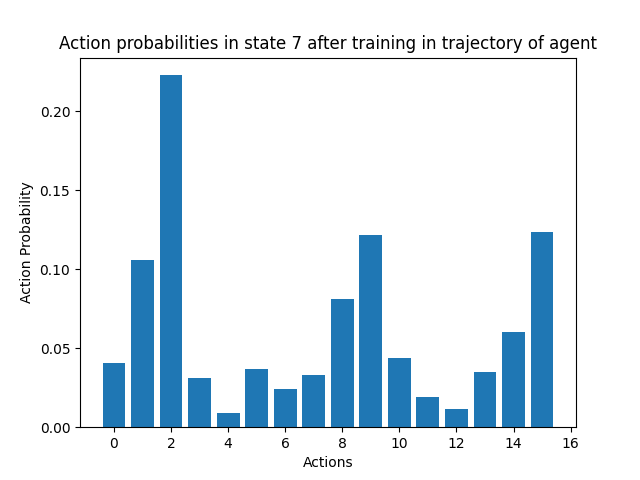 Action probabilities in state 7 after training in trajectory of agent
0.20
0.15
0.10
0.05
0.00
Action Probability
0 2 4 6 8 10 12 14 16
Actions